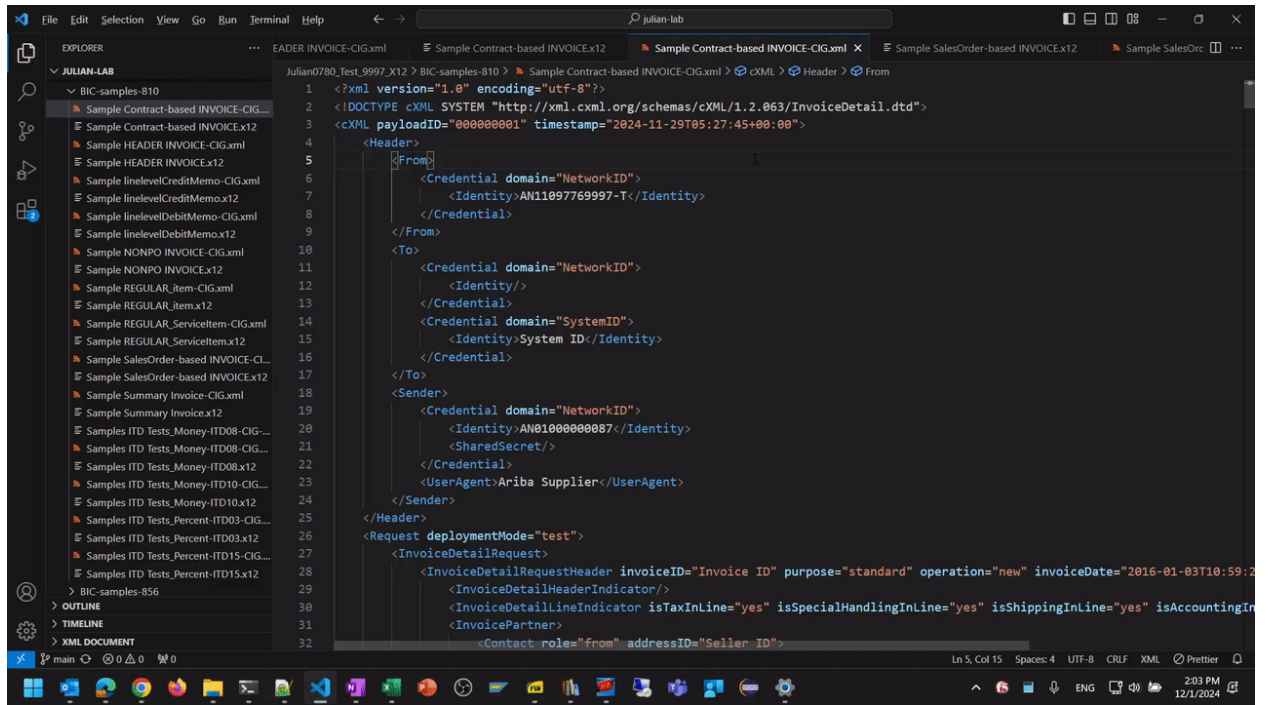 File Edit Selection View Go Run Terminal Help
julian-lab
EXPLORER
EADER INVOICE-CIG.xml
Sample Contract-based INVOICE.x12
Sample Contract-based INVOICE-CIG.xml
Sample SalesOrder-based INVOICE.x12
Sample SalesOrc
JULIAN-LAB
BIC-samples-810
Sample Contract-based INVOICE-CIG....
Sample Contract-based INVOICE.x12
Sample HEADER INVOICE-CIG.xml
Sample HEADER INVOICE.x12
Sample linelevelCreditMemo-CIG.xml
Sample linelevelCreditMemo.x12
Sample linelevelDebitMemo-CIG.xml
Sample linelevelDebitMemo.x12
Sample NONPO INVOICE-CIG.xml
Sample NONPO INVOICE.x12
Sample REGULAR_item-CIG.xml
Sample REGULAR_item.x12
Sample REGULAR_ServiceItem-CIG.xml
Sample REGULAR_ServiceItem.x12
Sample SalesOrder-based INVOICE-CI...
Sample SalesOrder-based INVOICE.x12
Sample Summary Invoice-CIG.xml
Sample Summary Invoice.x12
Samples ITD Tests_Money-ITD08-CIG-...
Samples ITD Tests_Money-ITD08-CIG....
Samples ITD Tests_Money-ITD08.x12
Samples ITD Tests_Money-ITD10-CIG....
Samples ITD Tests_Money-ITD10.x12
Samples ITD Tests_Percent-ITD03-CIG....
Samples ITD Tests_Percent-ITD03.x12
Samples ITD Tests_Percent-ITD15-CIG....
Samples ITD Tests_Percent-ITD15.x12
BIC-samples-856
OUTLINE
TIMELINE
XML DOCUMENT
2
Julian0780_Test_9997_X12 > BIC-samples-810 > Sample Contract-based INVOICE-CIG.xml > cXML > Header > From
1 <?xml version="1.0" encoding="utf-8"?>
2 <!DOCTYPE cXML SYSTEM "http://xml.cxml.org/schemas/cXML/1.2.063/InvoiceDetail.dtd">
3 <cXML payloadID="000000001" timestamp="2024-11-29T05:27:45+00:00">
4 <Header>
5 <From>
6 <Credential domain="NetworkID">
7 <Identity>AN11097769997-T</Identity>
8 </Credential>
9 </From>
10 <To>
11 <Credential domain="NetworkID">
12 <Identity/>
13 </Credential>
14 <Credential domain="SystemID">
15 <Identity>System ID</Identity>
16 </Credential>
17 </To>
18 <Sender>
19 <Credential domain="NetworkID">
20 <Identity>AN01000000087</Identity>
21 <SharedSecret/>
22 </Credential>
23 <UserAgent>Ariba Supplier</UserAgent>
24 </Sender>
25 </Header>
26 <Request deploymentMode="test">
27 <InvoiceDetailRequest>
28 <InvoiceDetailRequestHeader invoiceID="Invoice ID" purpose="standard" operation="new" invoiceDate="2016-01-03T10:59:2
29 <InvoiceDetailHeaderIndicator/>
30 <InvoiceDetailLineIndicator isTaxInLine="yes" isSpecialHandlingInLine="yes" isShippingInLine="yes" isAccountingIn
31 <InvoicePartner>
32 <Contact role="from" addressID="Seller ID">
main 0 0 0
Ln 5, Col 15 Spaces: 4 UTF-8 CRLF XML Prettier
ENG
2:03 PM
12/1/2024